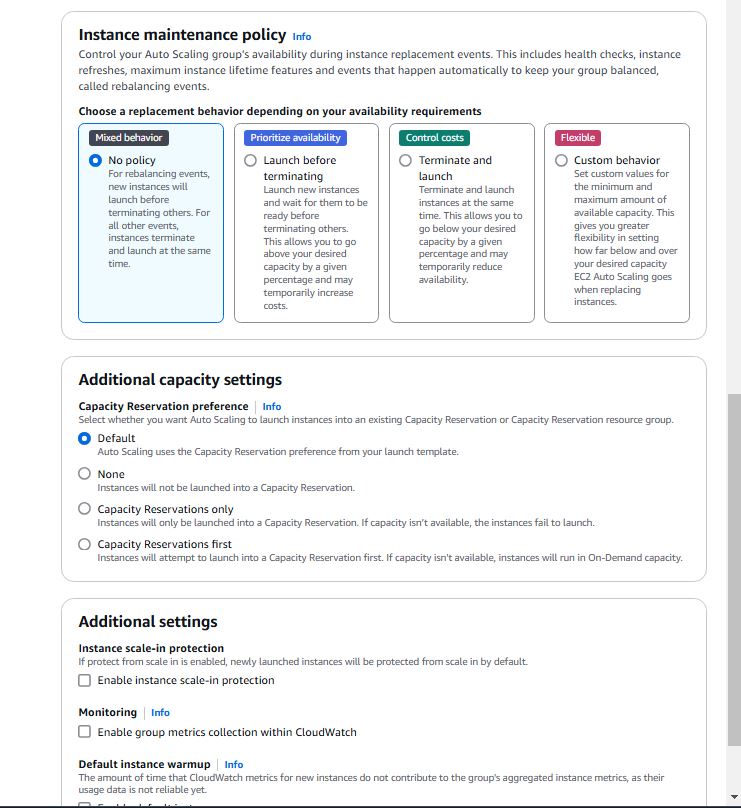 Instance maintenance policy Info
Control your Auto Scaling group's availability during instance replacement events. This includes health checks, instance
refreshes, maximum instance lifetime features and events that happen automatically to keep your group balanced,
called rebalancing events.
Choose a replacement behavior depending on your availability requirements
Mixed behavior
No policy
For rebalancing events,
new instances will
launch before
terminating others. For
all other events,
instances terminate
and launch at the same
time.
Prioritize availability
Launch before
terminating
Launch new instances
and wait for them to be
ready before
terminating others.
This allows you to go
above your desired
capacity by a given
percentage and may
temporarily increase
costs.
Control costs
Terminate and
launch
Terminate and launch
instances at the same
time. This allows you to
go below your desired
capacity by a given
percentage and may
temporarily reduce
availability.
Flexible
Custom behavior
Set custom values for
the minimum and
maximum amount of
available capacity. This
gives you greater
flexibility in setting
how far below and over
your desired capacity
EC2 Auto Scaling goes
when replacing
instances.
Additional capacity settings
Capacity Reservation preference Info
Select whether you want Auto Scaling to launch instances into an existing Capacity Reservation or Capacity Reservation resource group.
Default
Auto Scaling uses the Capacity Reservation preference from your launch template.
None
Instances will not be launched into a Capacity Reservation.
Capacity Reservations only
Instances will only be launched into a Capacity Reservation. If capacity isn't available, the instances fail to launch.
Capacity Reservations first
Instances will attempt to launch into a Capacity Reservation first. If capacity isn't available, instances will run in On-Demand capacity.
Additional settings
Instance scale-in protection
If protect from scale in is enabled, newly launched instances will be protected from scale in by default.
Enable instance scale-in protection
Monitoring Info
Enable group metrics collection within CloudWatch
Default instance warmup Info
The amount of time that CloudWatch metrics for new instances do not contribute to the group's aggregated instance metrics, as their
usage data is not reliable yet.